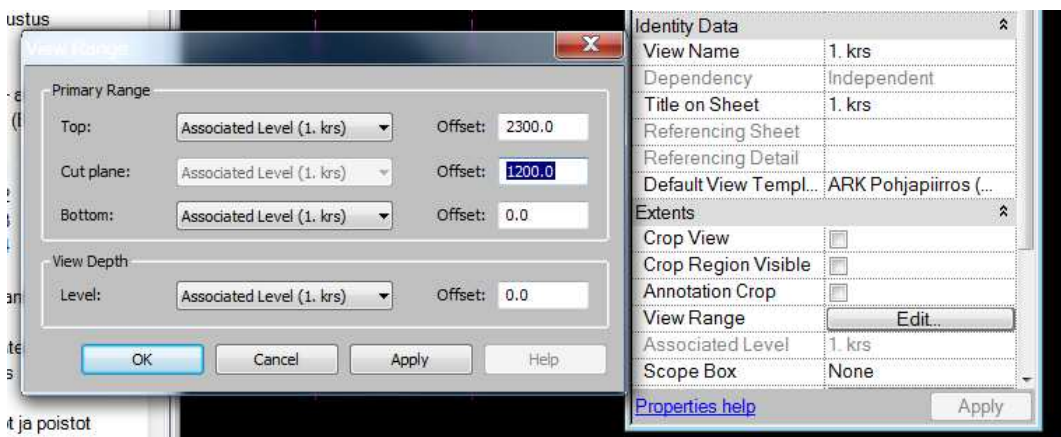 ustus
View Range
Primary Range
Top: Associated Level (1. krs) Offset: 2300.0
Cut plane: Associated Level (1. krs) Offset: 1200.0
Bottom: Associated Level (1. krs) Offset: 0.0
View Depth
Level: Associated Level (1. krs) Offset: 0.0
OK Cancel Apply Help
ot ja poistot
Identity Data
View Name 1. krs
Dependency Independent
Title on Sheet 1. krs
Referencing Sheet
Referencing Detail
Default View Templ... ARK Pohjapiirros (...
Extents
Crop View
Crop Region Visible
Annotation Crop
View Range Edit...
Associated Level 1. krs
Scope Box None
Properties help Apply